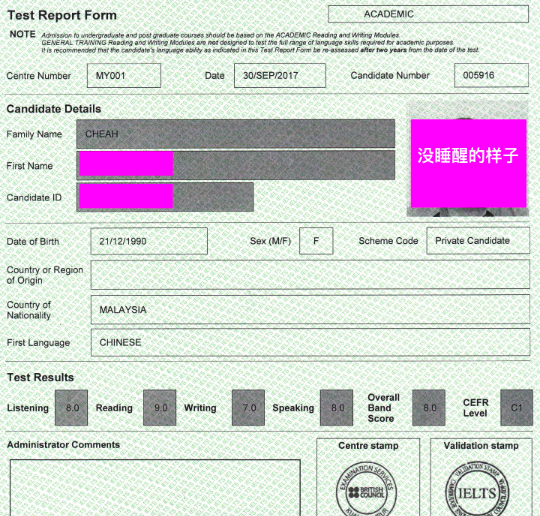 Test Report Form
ACADEMIC
NOTE Admission to undergraduate and post graduate courses should be based on the ACADEMIC Reading and Writing Modules.
GENERAL TRAINING Reading and Writing Modules are not designed to test the full range of language skills required for academic purposes.
It is recommended that the candidate's language ability as indicated in this Test Report Form be re-assessed after two years from the date of the test.
Centre Number MY001 Date 30/SEP/2017 Candidate Number 005916
Candidate Details
Family Name CHEAH
First Name
没睡醒的样子
Candidate ID
Date of Birth 21/12/1990 Sex (M/F) F Scheme Code Private Candidate
Country or Region
of Origin
Country of
Nationality MALAYSIA
First Language CHINESE
Test Results
Listening 8.0 Reading 9.0 Writing 7.0 Speaking 8.0 Overall Band Score 8.0 CEFR Level C1
Administrator Comments
Centre stamp
Validation stamp
EXAMINATION SERVICES
BRITISH
COUNCIL
VALIDATION STAMP
IELTS